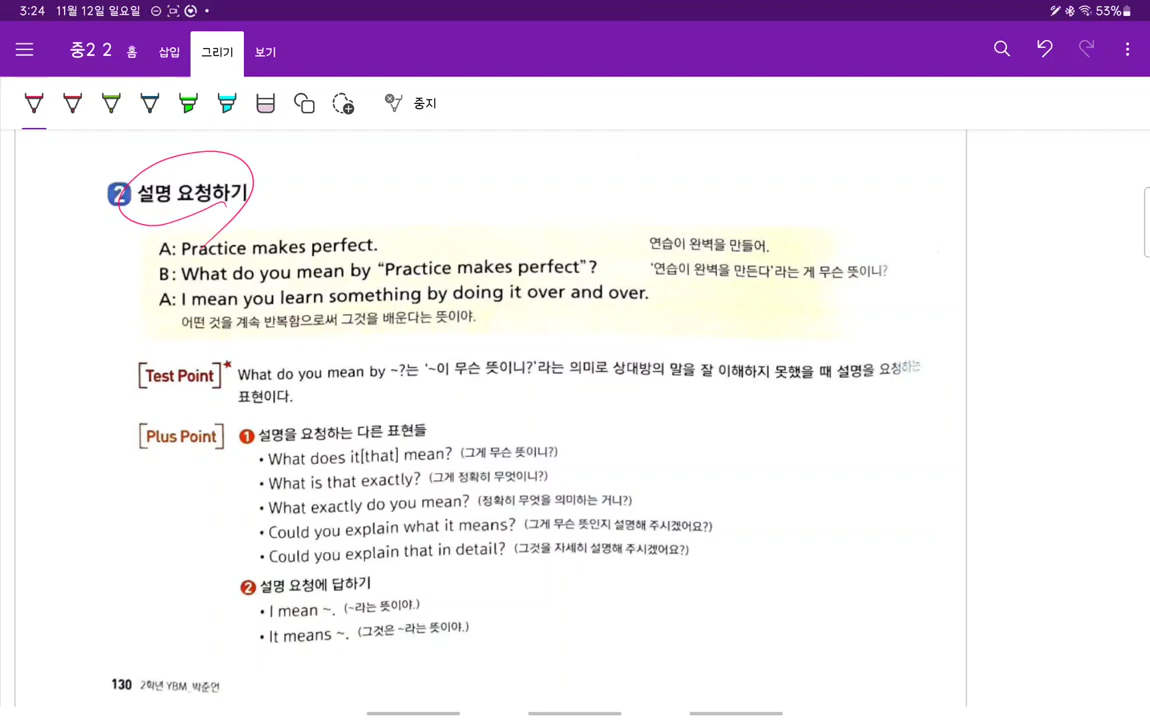 3:24 11월 12일 일요일 53%
중2 2 홈 삽입 그리기 보기
중지
2 설명 요청하기
A: Practice makes perfect. 연습이 완벽을 만들어.
B: What do you mean by “Practice makes perfect”? ‘연습이 완벽을 만든다’라는 게 무슨 뜻이니?
A: I mean you learn something by doing it over and over.
어떤 것을 계속 반복함으로써 그것을 배운다는 뜻이야.
[Test Point]★ What do you mean by ~?는 ‘~이 무슨 뜻이니?’라는 의미로 상대방의 말을 잘 이해하지 못했을 때 설명을 요청하는
표현이다.
[Plus Point] 1 설명을 요청하는 다른 표현들
• What does it[that] mean? (그게 무슨 뜻이니?)
• What is that exactly? (그게 정확히 무엇이니?)
• What exactly do you mean? (정확히 무엇을 의미하는 거니?)
• Could you explain what it means? (그게 무슨 뜻인지 설명해 주시겠어요?)
• Could you explain that in detail? (그것을 자세히 설명해 주시겠어요?)
2 설명 요청에 답하기
• I mean ~. (~라는 뜻이야.)
• It means ~. (그것은 ~라는 뜻이야.)
130 2학년 YBM_박준언